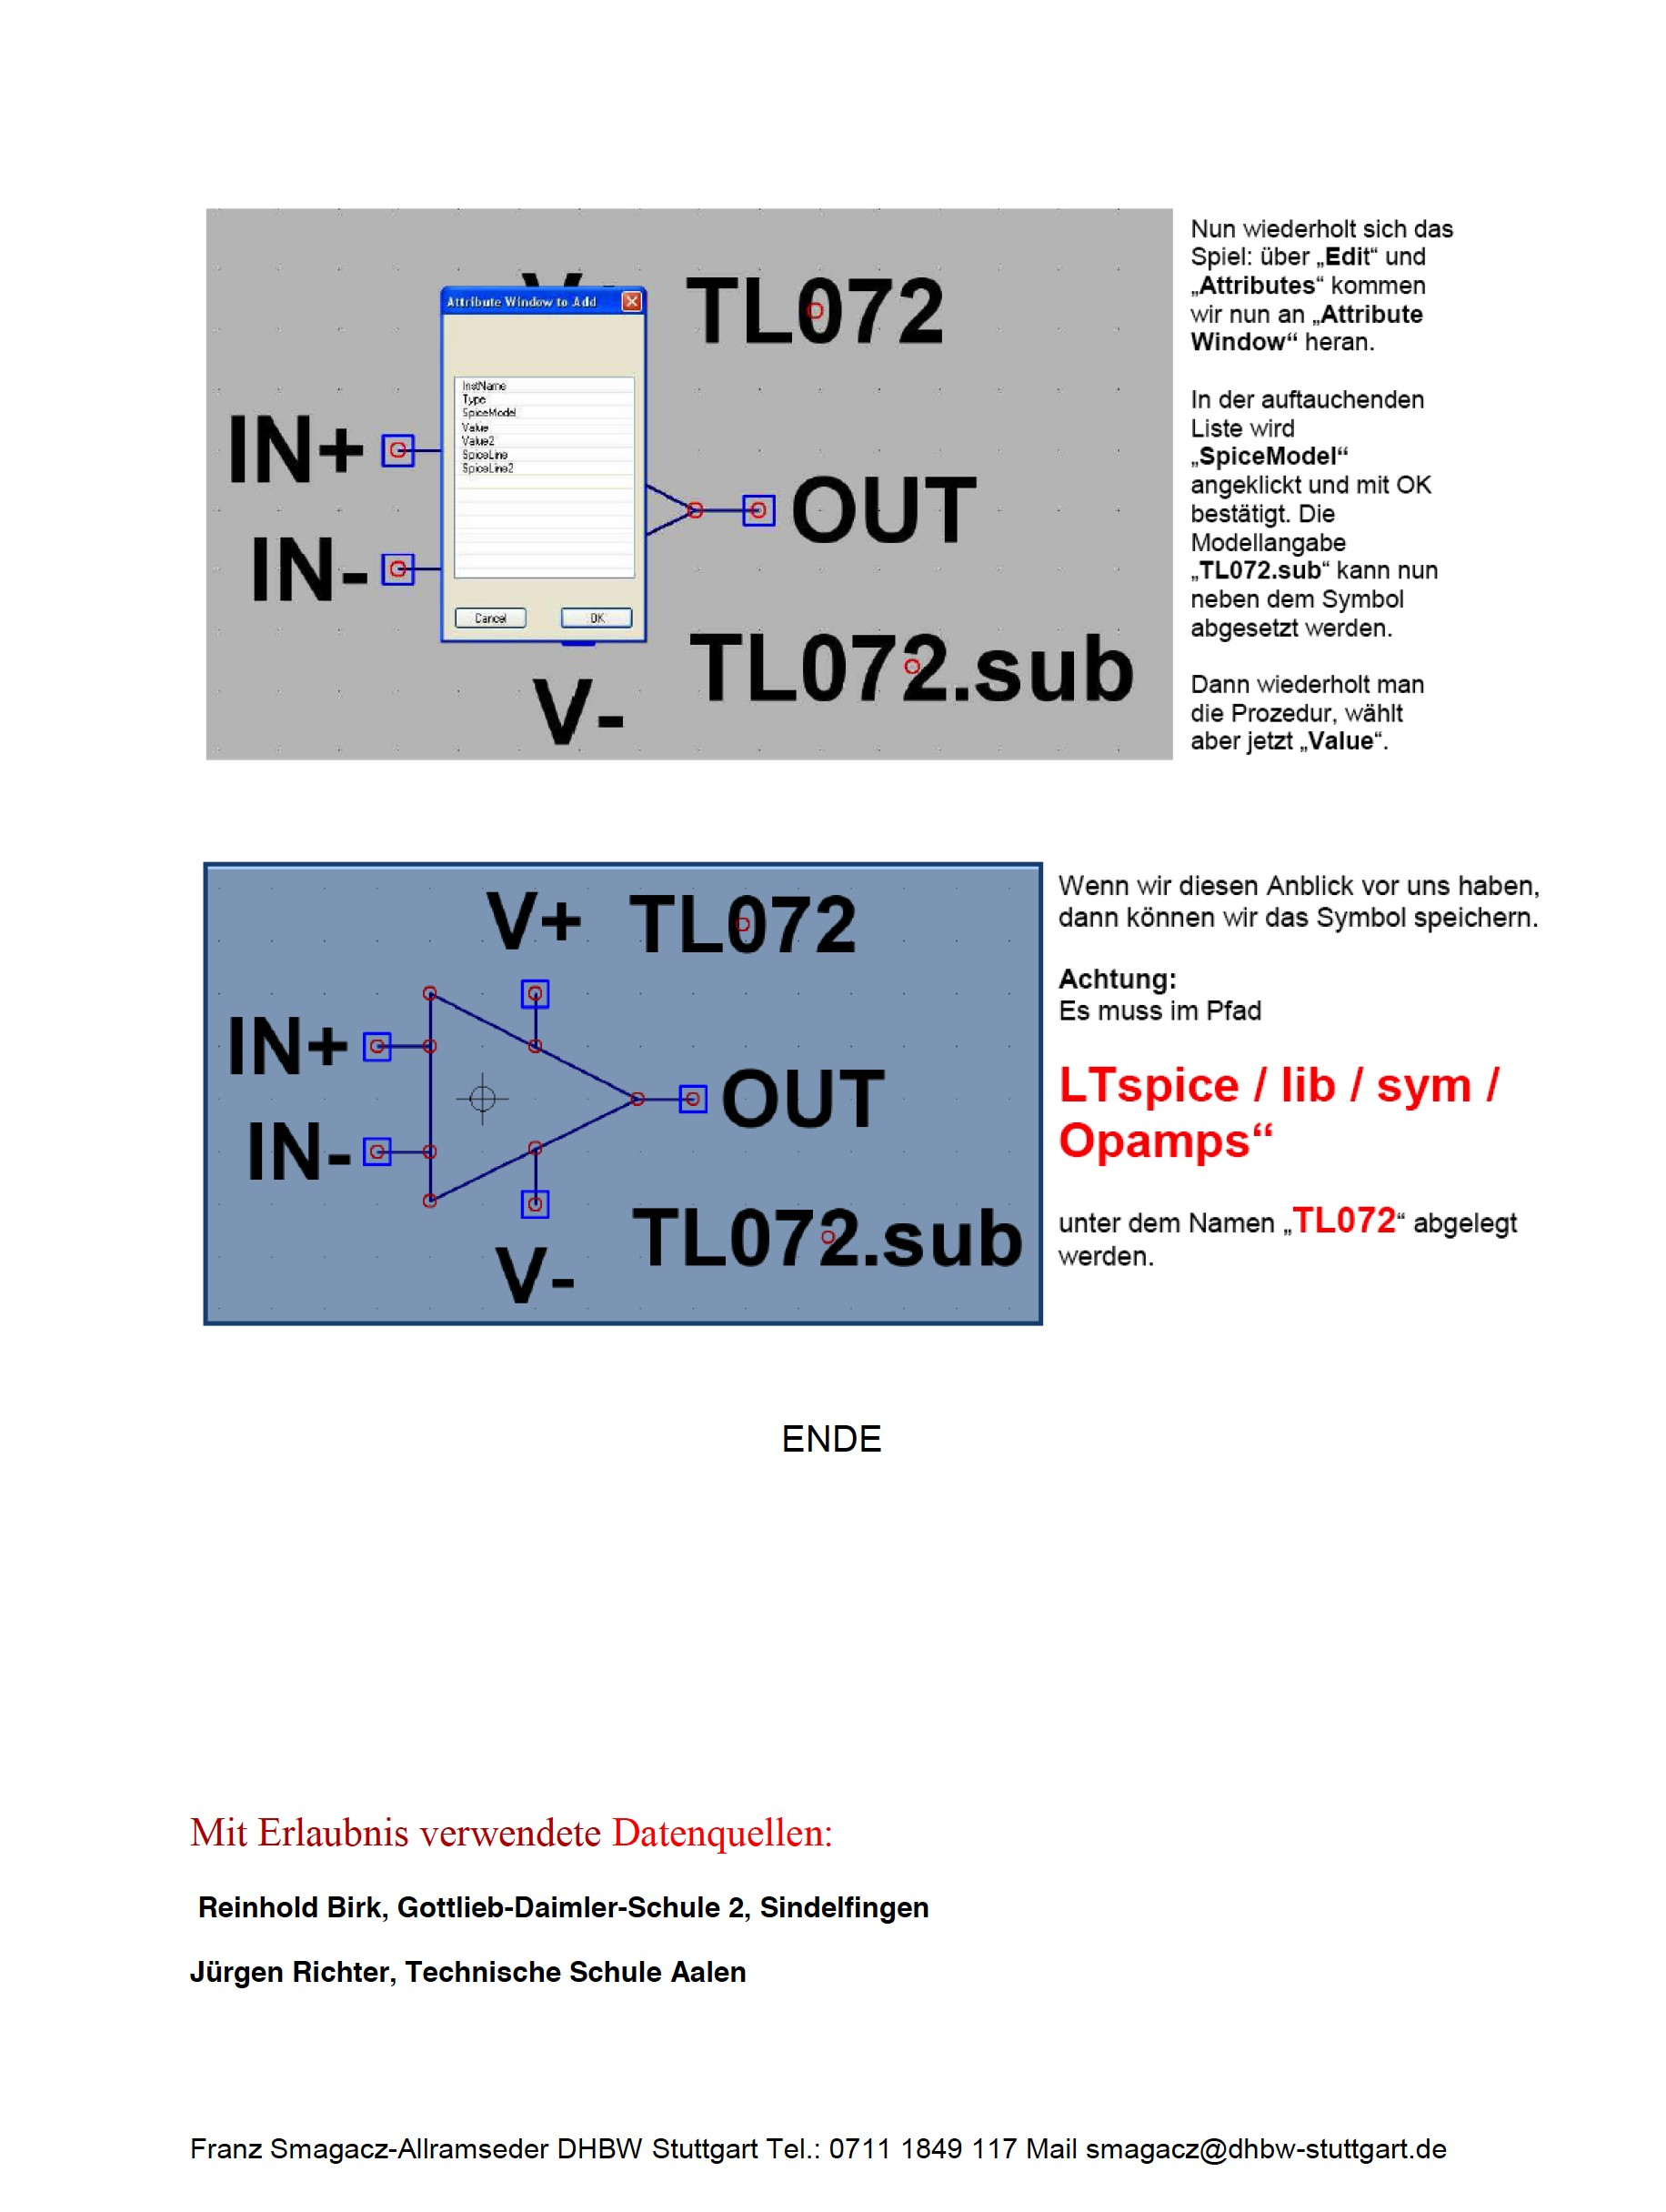 V+ TL072
Attribute Window to Add
InstName
Type
SpiceModel
Value
Value2
SpiceLine
SpiceLine2
Cancel OK
IN+
IN-
OUT
TL072.sub
V-
Nun wiederholt sich das
Spiel: über „Edit“ und
„Attributes“ kommen
wir nun an „Attribute
Window“ heran.
In der auftauchenden
Liste wird
„SpiceModel“
angeklickt und mit OK
bestätigt. Die
Modellangabe
„TL072.sub“ kann nun
neben dem Symbol
abgesetzt werden.
Dann wiederholt man
die Prozedur, wählt
aber jetzt „Value“.
V+ TL072
IN+
OUT
IN-
TL072.sub
V-
Wenn wir diesen Anblick vor uns haben,
dann können wir das Symbol speichern.
Achtung:
Es muss im Pfad
LTspice / lib / sym /
Opamps“
unter dem Namen „TL072“ abgelegt
werden.
ENDE
Mit Erlaubnis verwendete Datenquellen:
Reinhold Birk, Gottlieb-Daimler-Schule 2, Sindelfingen
Jürgen Richter, Technische Schule Aalen
Franz Smagacz-Allramseder DHBW Stuttgart Tel.: 0711 1849 117 Mail smagacz@dhbw-stuttgart.de